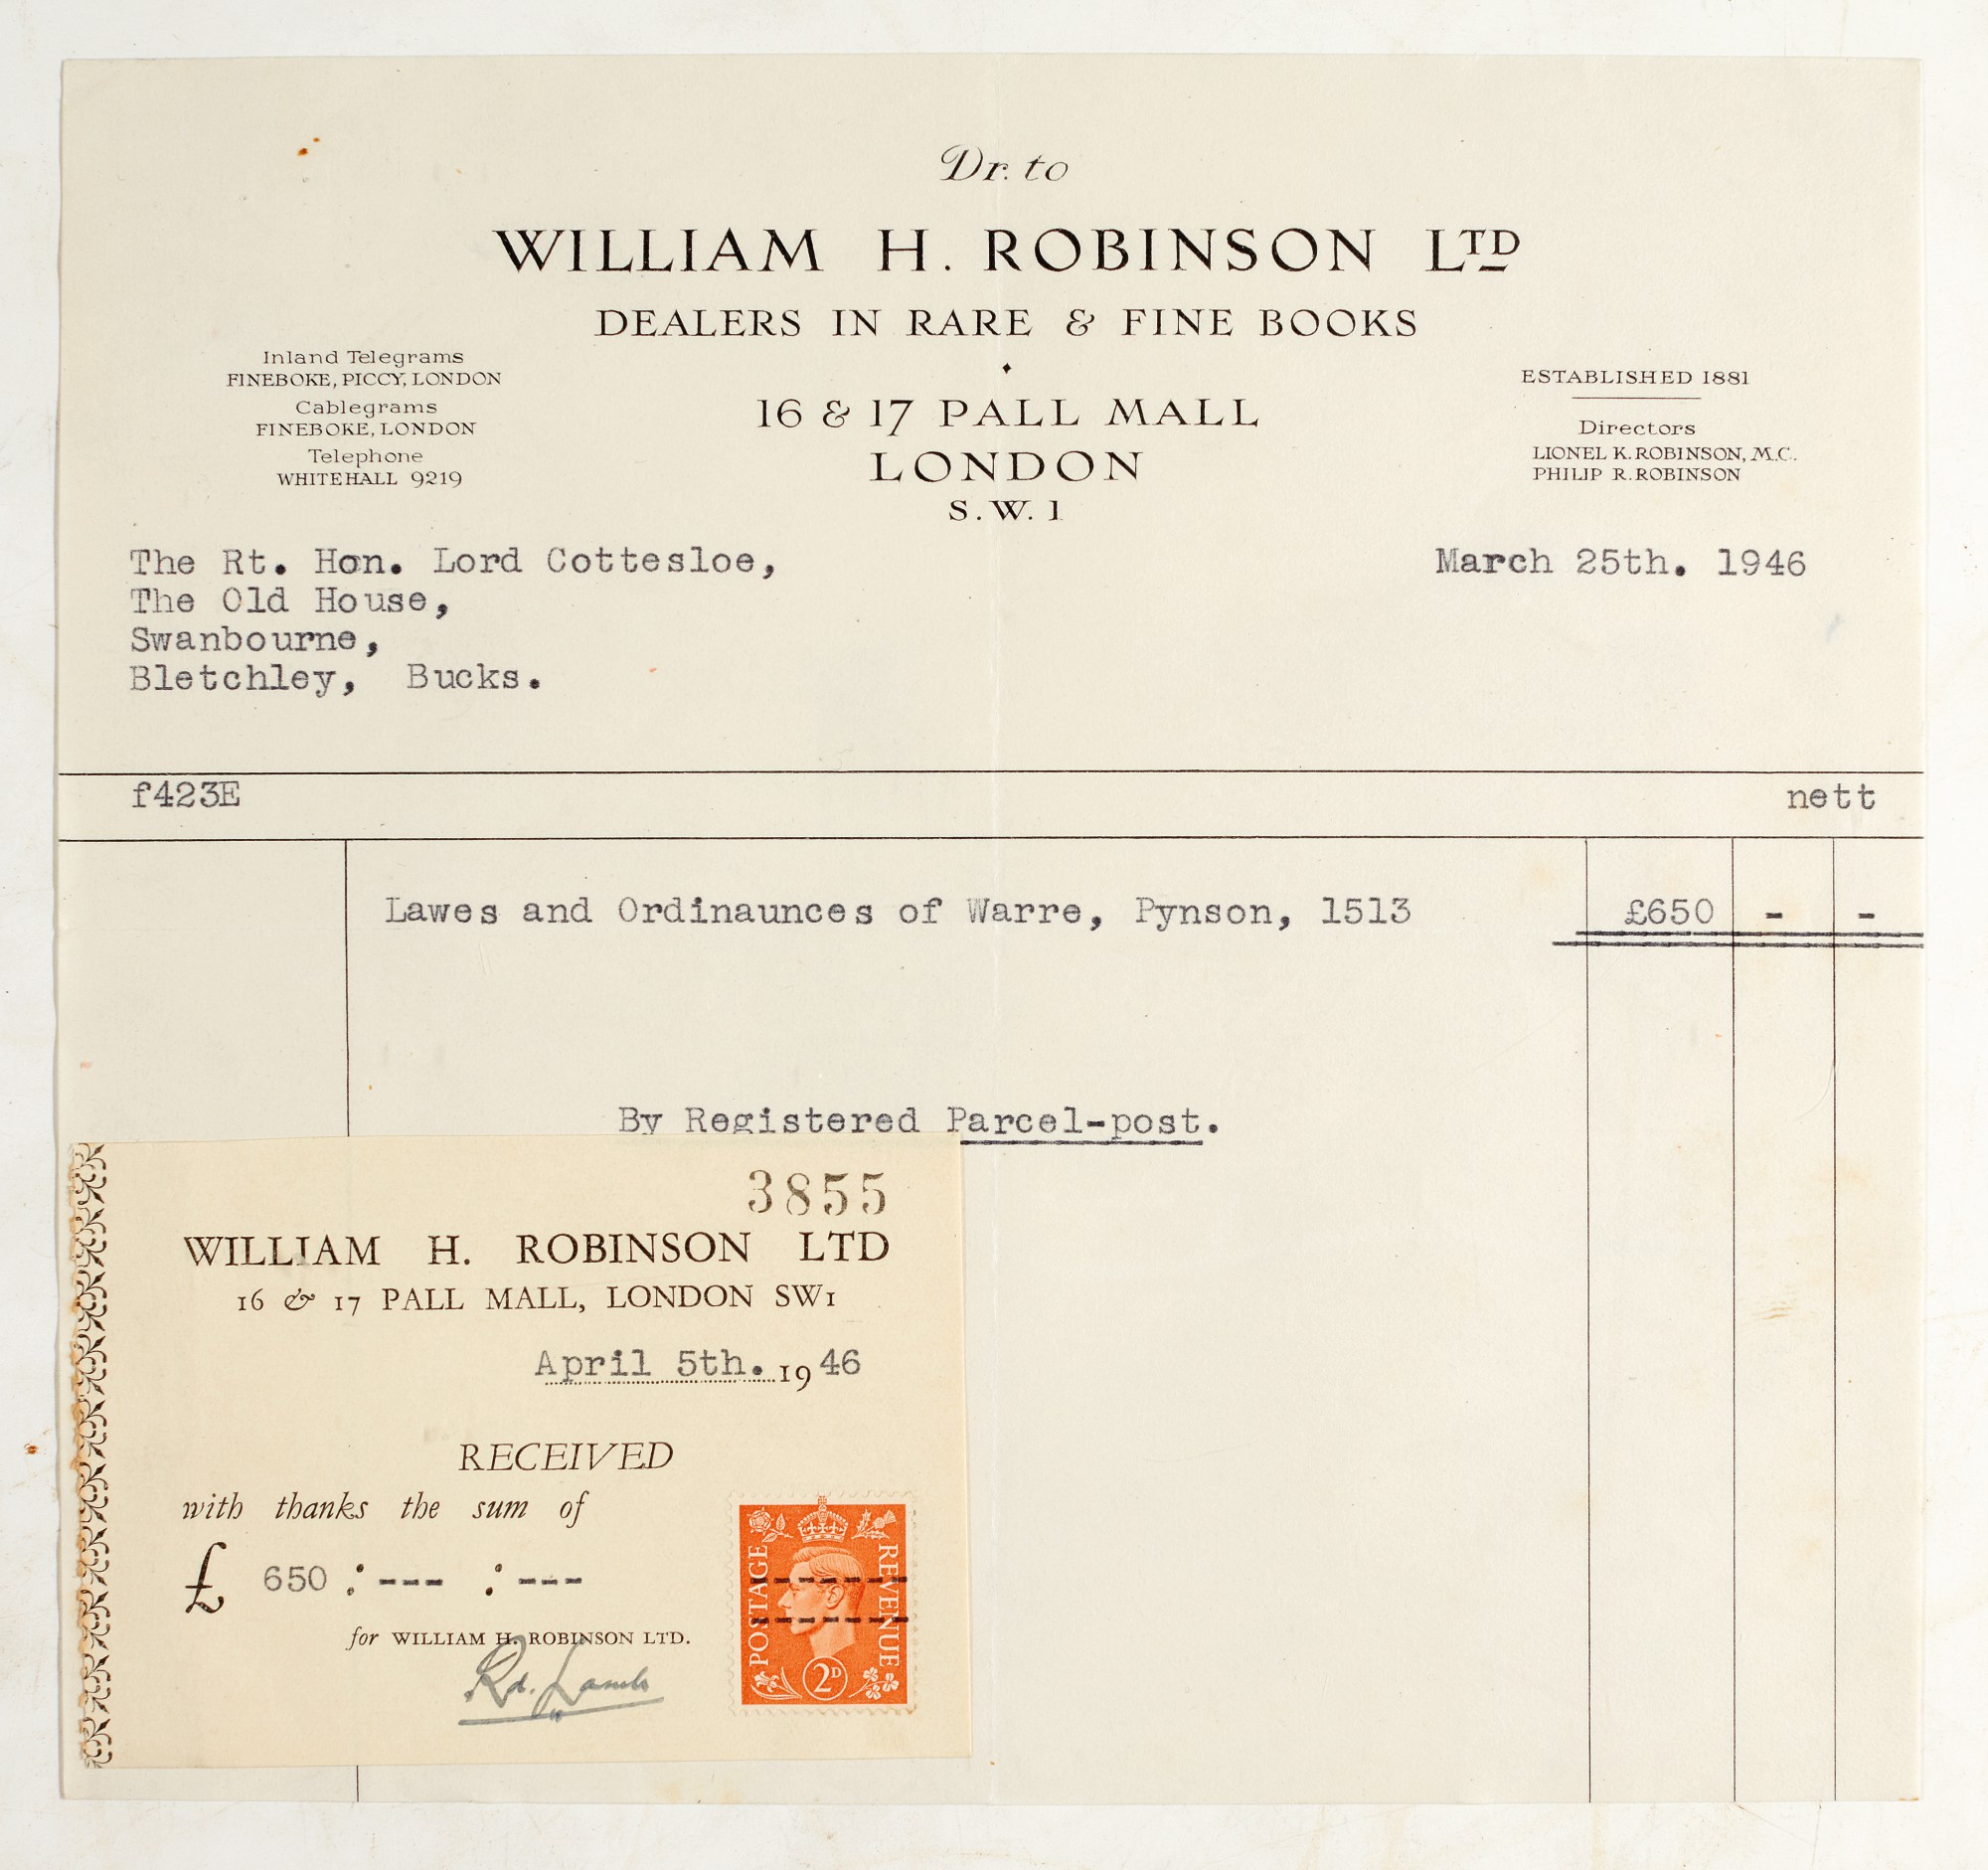 Dr. to
WILLIAM H. ROBINSON LTD
DEALERS IN RARE & FINE BOOKS
Inland Telegrams
FINEBOKE, PICCY, LONDON
Cablegrams
FINEBOKE, LONDON
Telephone
WHITEHALL 9219
16 & 17 PALL MALL
LONDON
S.W. 1
ESTABLISHED 1881
Directors
LIONEL K. ROBINSON, M.C.
PHILIP R. ROBINSON
The Rt. Hon. Lord Cottesloe,
The Old House,
Swanbourne,
Bletchley, Bucks.
March 25th. 1946
f423E nett
Lawes and Ordinaunces of Warre, Pynson, 1513 £650 - -
By Registered Parcel-post.
3855
WILLIAM H. ROBINSON LTD
16 & 17 PALL MALL, LONDON SW1
April 5th. 1946
RECEIVED
with thanks the sum of
£ 650 : --- : ---
for WILLIAM H. ROBINSON LTD.
Rd. Lamb
POSTAGE
REVENUE
2D